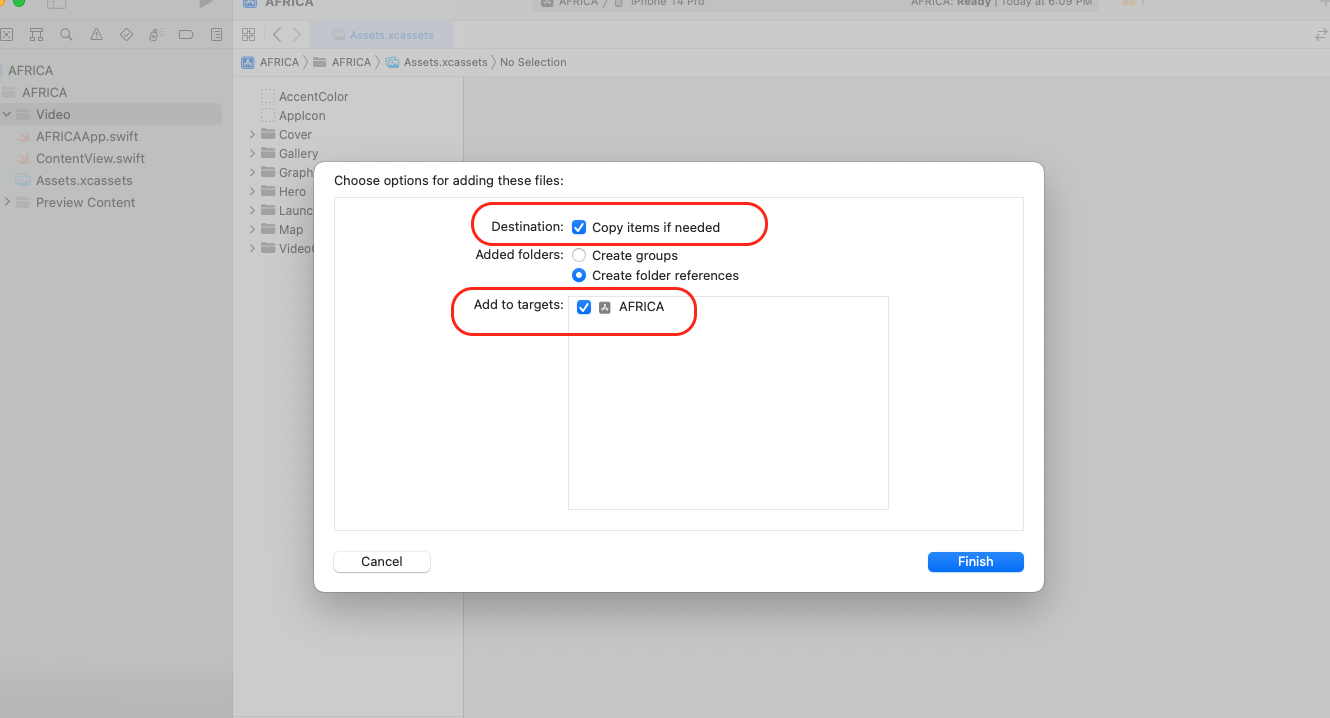 AFRICA
AFRICA / iPhone 14 Pro
AFRICA: Ready | Today at 6:09 PM
1
Assets.xcassets
AFRICA
AFRICA
Assets.xcassets
No Selection
AFRICA
AFRICA
Video
AFRICAApp.swift
ContentView.swift
Assets.xcassets
Preview Content
AccentColor
AppIcon
Cover
Gallery
Graph
Hero
Launc
Map
Video
Choose options for adding these files:
Destination: Copy items if needed
Added folders: Create groups
Create folder references
Add to targets: AFRICA
Cancel
Finish